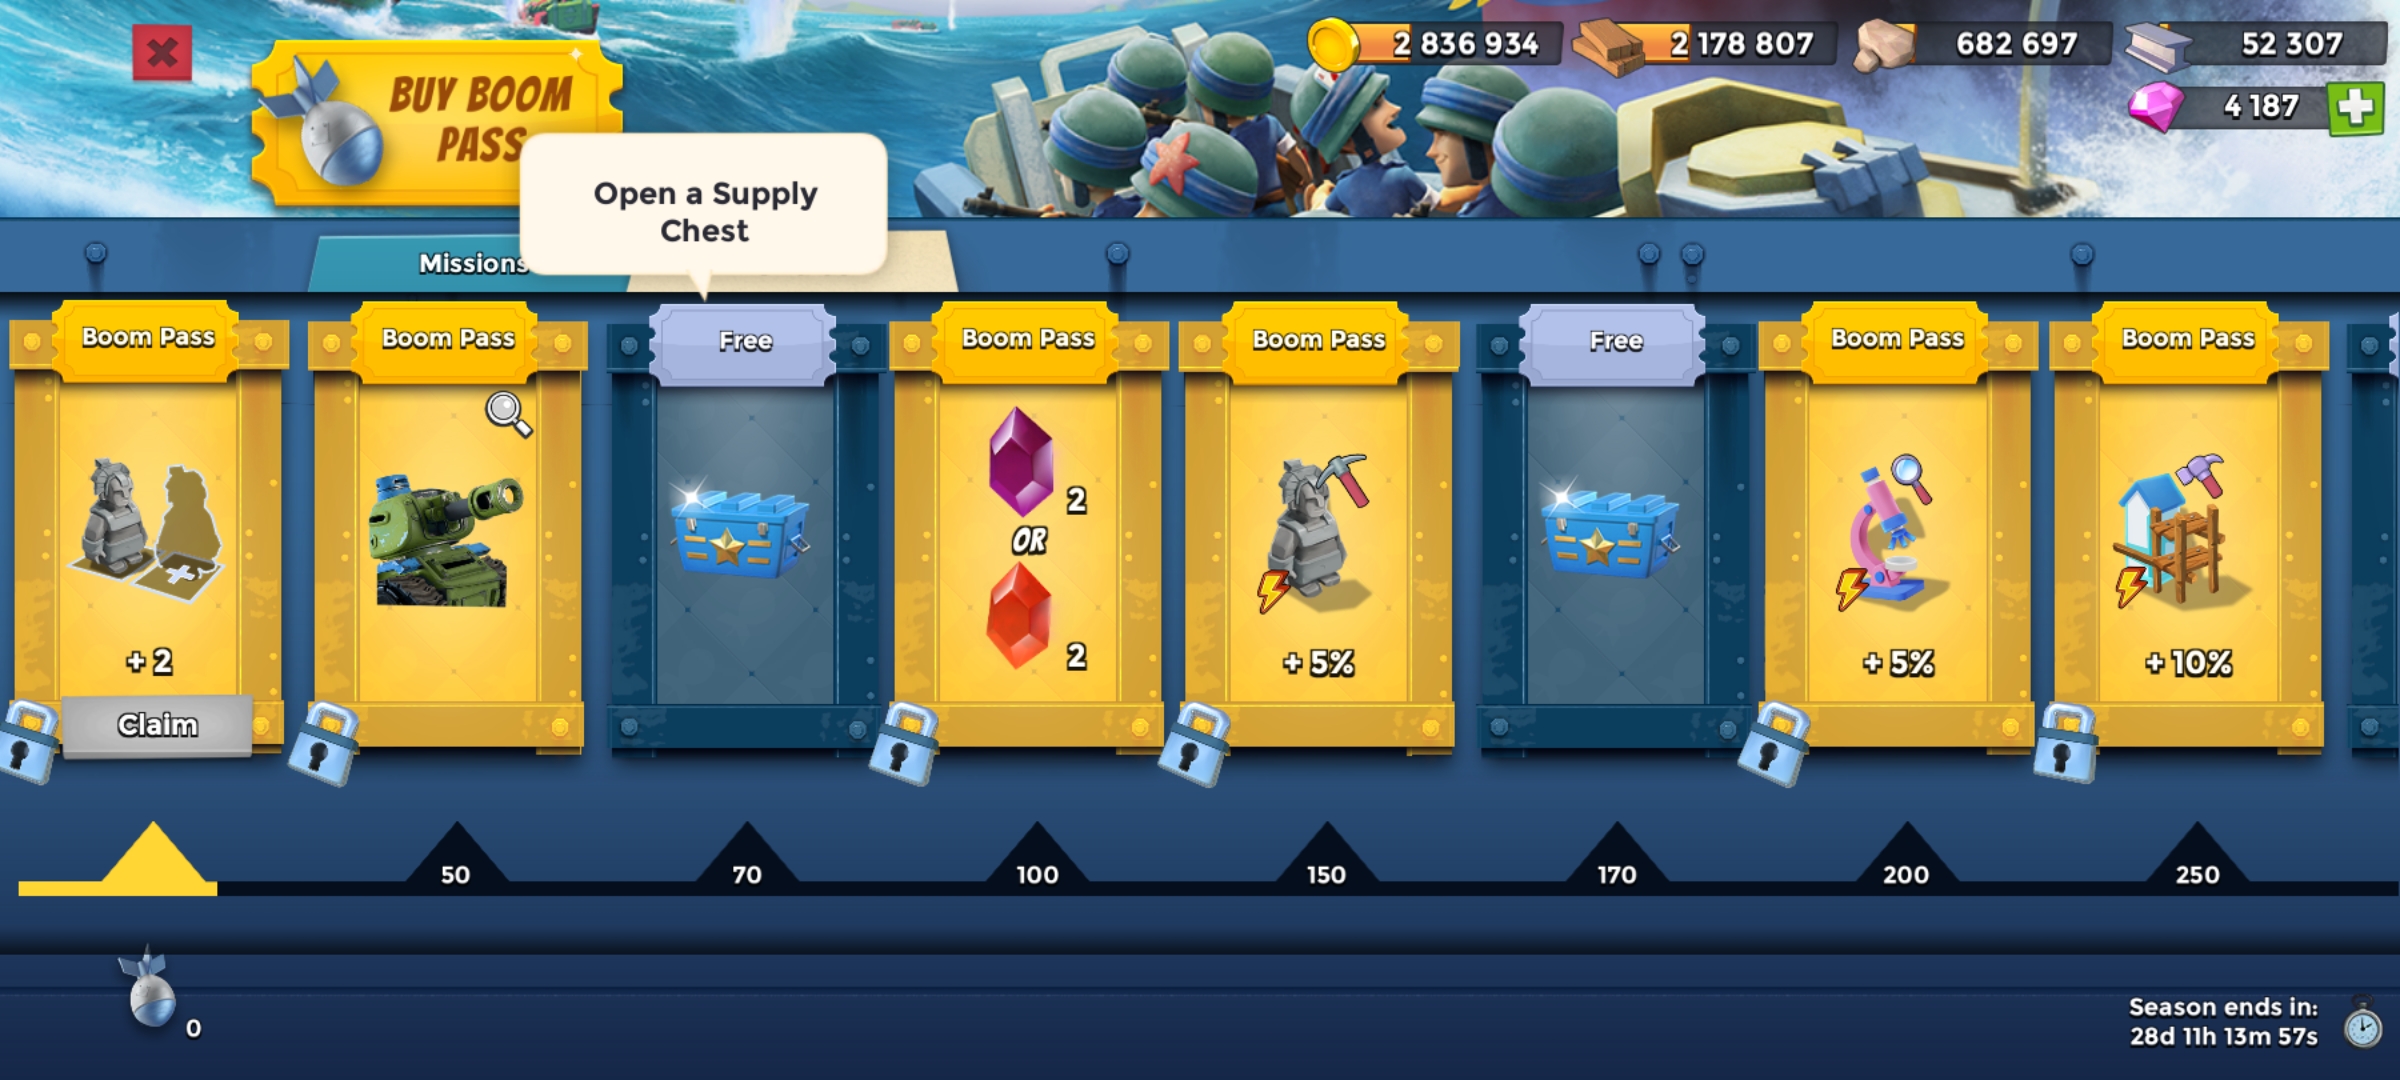 BUY BOOM
PASS
2 836 934
2 178 807
682 697
52 307
4 187
Open a Supply
Chest
Missions
Boom Pass
Boom Pass
Free
Boom Pass
Boom Pass
Free
Boom Pass
Boom Pass
2
OR
2
+ 2
+ 5%
+ 5%
+ 10%
Claim
50
70
100
150
170
200
250
0
Season ends in:
28d 11h 13m 57s